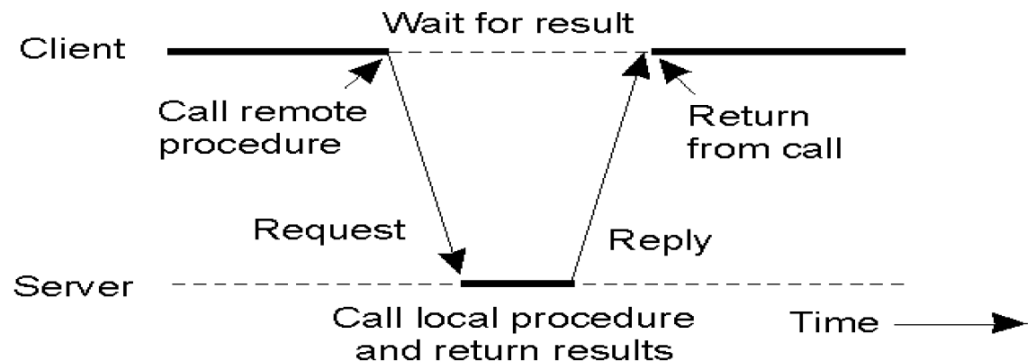 Wait for result
Client
Call remote
procedure
Return
from call
Request
Reply
Server
Call local procedure
and return results
Time